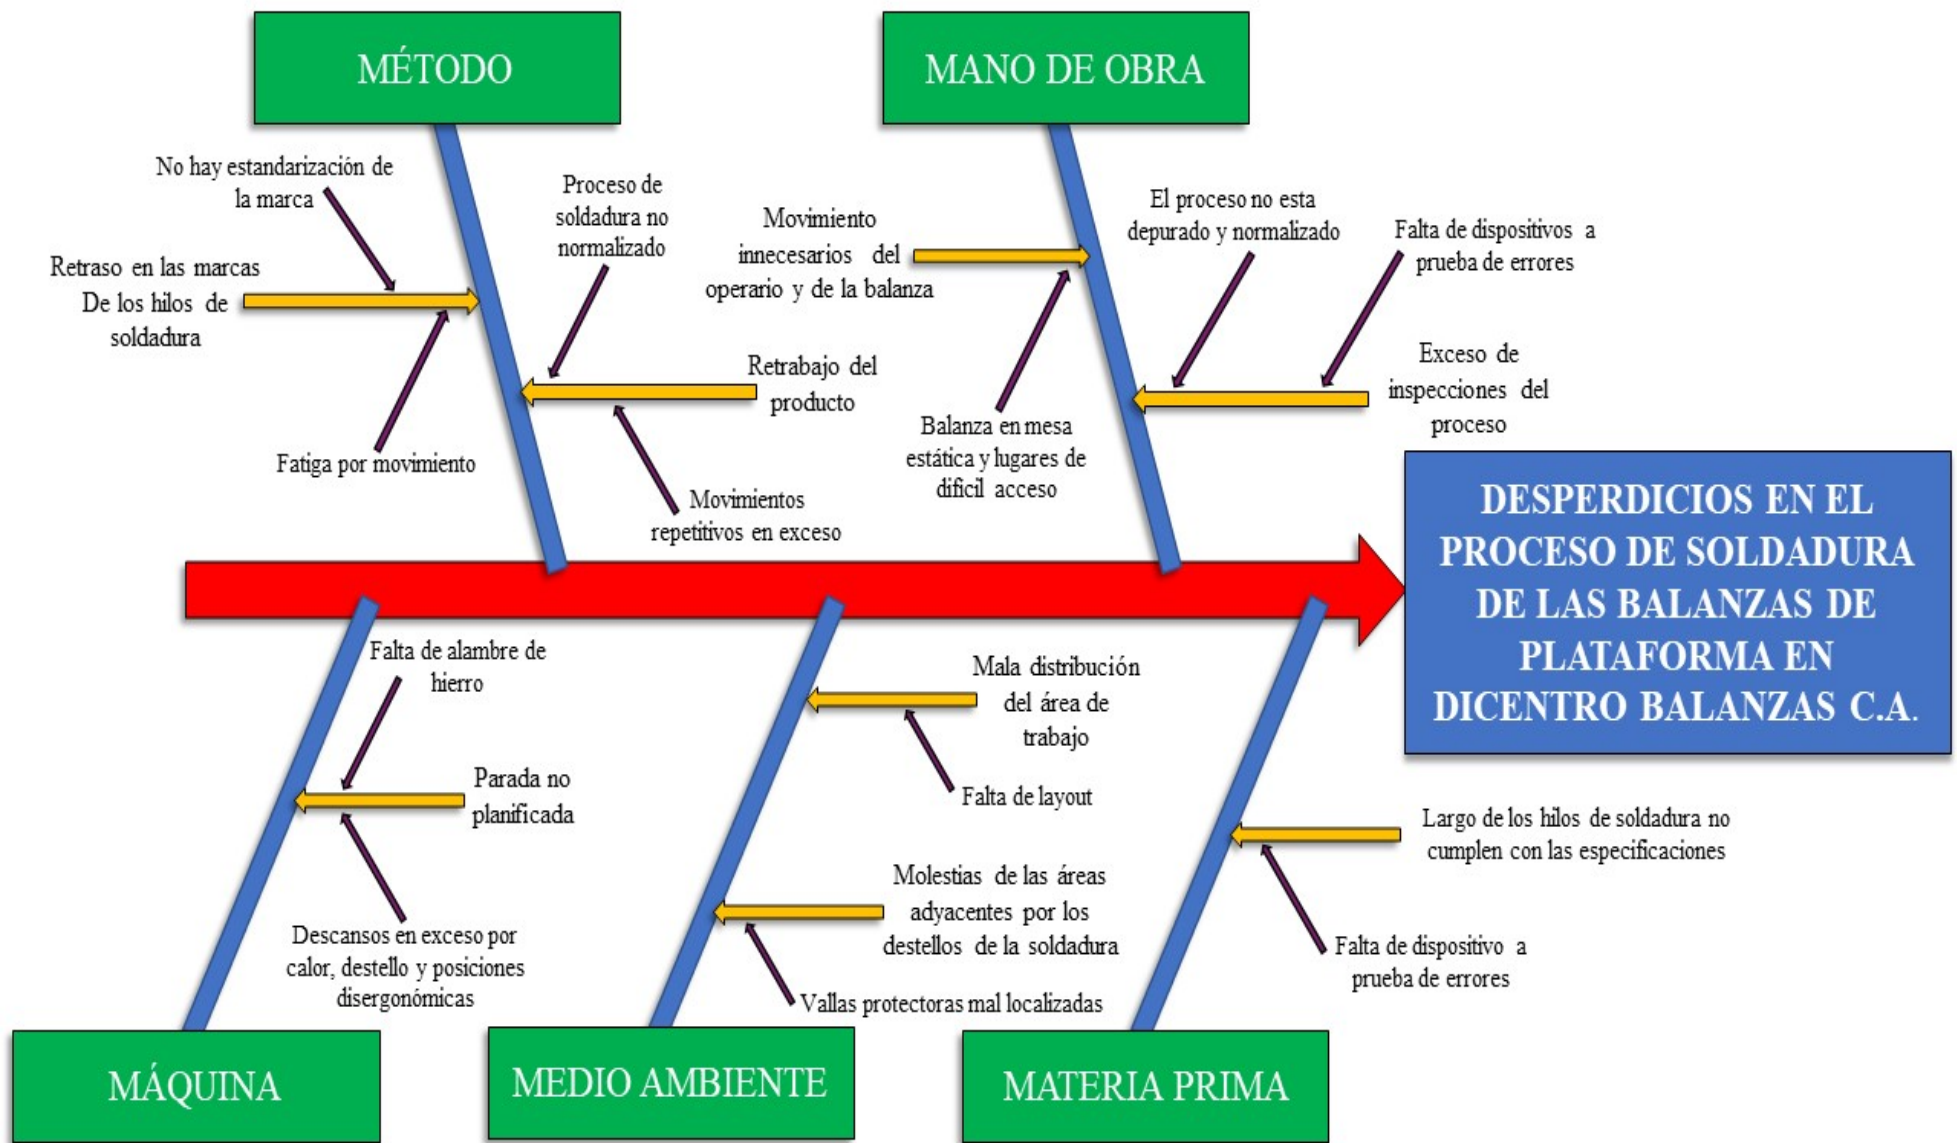 MÉTODO
MANO DE OBRA
No hay estandarización de
la marca
Retraso en las marcas
De los hilos de
soldadura
Fatiga por movimiento
Proceso de
soldadura no
normalizado
Retrabajo del
producto
Movimientos
repetitivos en exceso
Movimiento
innecesarios del
operario y de la balanza
Balanza en mesa
estática y lugares de
dificil acceso
El proceso no esta
depurado y normalizado
Falta de dispositivos a
prueba de errores
Exceso de
inspecciones del
proceso
DESPERDICIOS EN EL
PROCESO DE SOLDADURA
DE LAS BALANZAS DE
PLATAFORMA EN
DICENTRO BALANZAS C.A.
Falta de alambre de
hierro
Parada no
planificada
Descansos en exceso por
calor, destello y posiciones
disergonómicas
Mala distribución
del área de
trabajo
Falta de layout
Molestias de las áreas
adyacentes por los
destellos de la soldadura
Vallas protectoras mal localizadas
Largo de los hilos de soldadura no
cumplen con las especificaciones
Falta de dispositivo a
prueba de errores
MÁQUINA
MEDIO AMBIENTE
MATERIA PRIMA